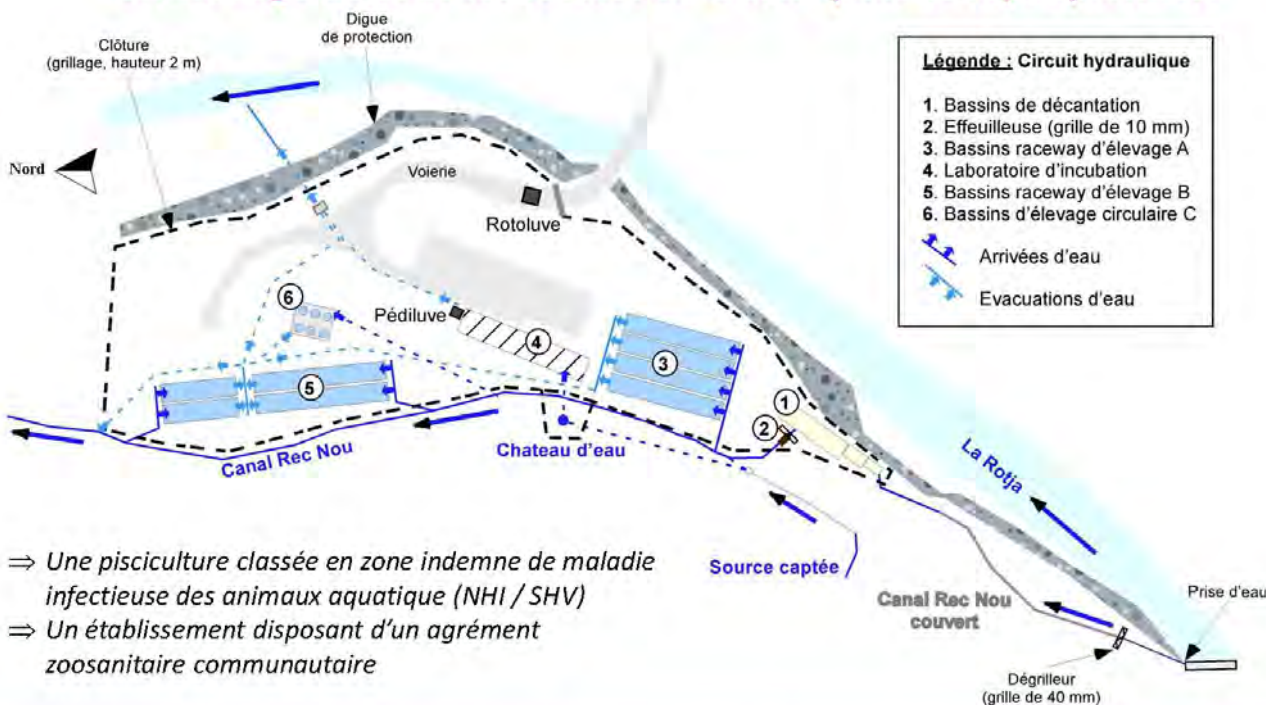 Digue
de protection
Clôture
(grillage, hauteur 2 m)
Nord
Voierie
Rotoluve
Pédiluve
Légende : Circuit hydraulique
1. Bassins de décantation
2. Effeuilleuse (grille de 10 mm)
3. Bassins raceway d'élevage A
4. Laboratoire d'incubation
5. Bassins raceway d'élevage B
6. Bassins d'élevage circulaire C
Arrivées d'eau
Evacuations d'eau
6
4
3
5
1
2
Canal Rec Nou
Chateau d'eau
La Rotja
Source captée
Canal Rec Nou
couvert
Prise d'eau
Dégrilleur
(grille de 40 mm)
⇒ Une pisciculture classée en zone indemne de maladie
infectieuse des animaux aquatique (NHI / SHV)
⇒ Un établissement disposant d'un agrément
zoosanitaire communautaire